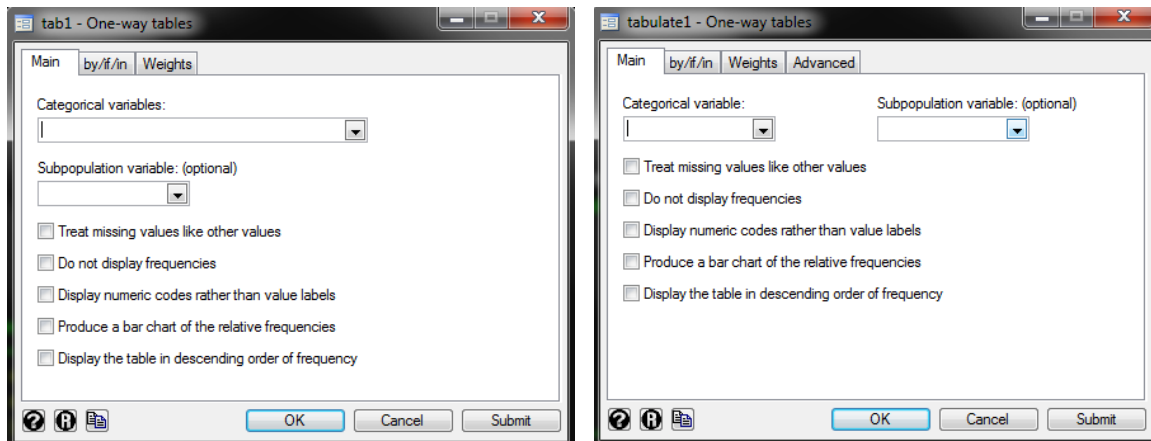 tab1 - One-way tables
Main by/if/in Weights
Categorical variables:
Subpopulation variable: (optional)
Treat missing values like other values
Do not display frequencies
Display numeric codes rather than value labels
Produce a bar chart of the relative frequencies
Display the table in descending order of frequency
OK Cancel Submit
tabulate1 - One-way tables
Main by/if/in Weights Advanced
Categorical variable: Subpopulation variable: (optional)
Treat missing values like other values
Do not display frequencies
Display numeric codes rather than value labels
Produce a bar chart of the relative frequencies
Display the table in descending order of frequency
OK Cancel Submit